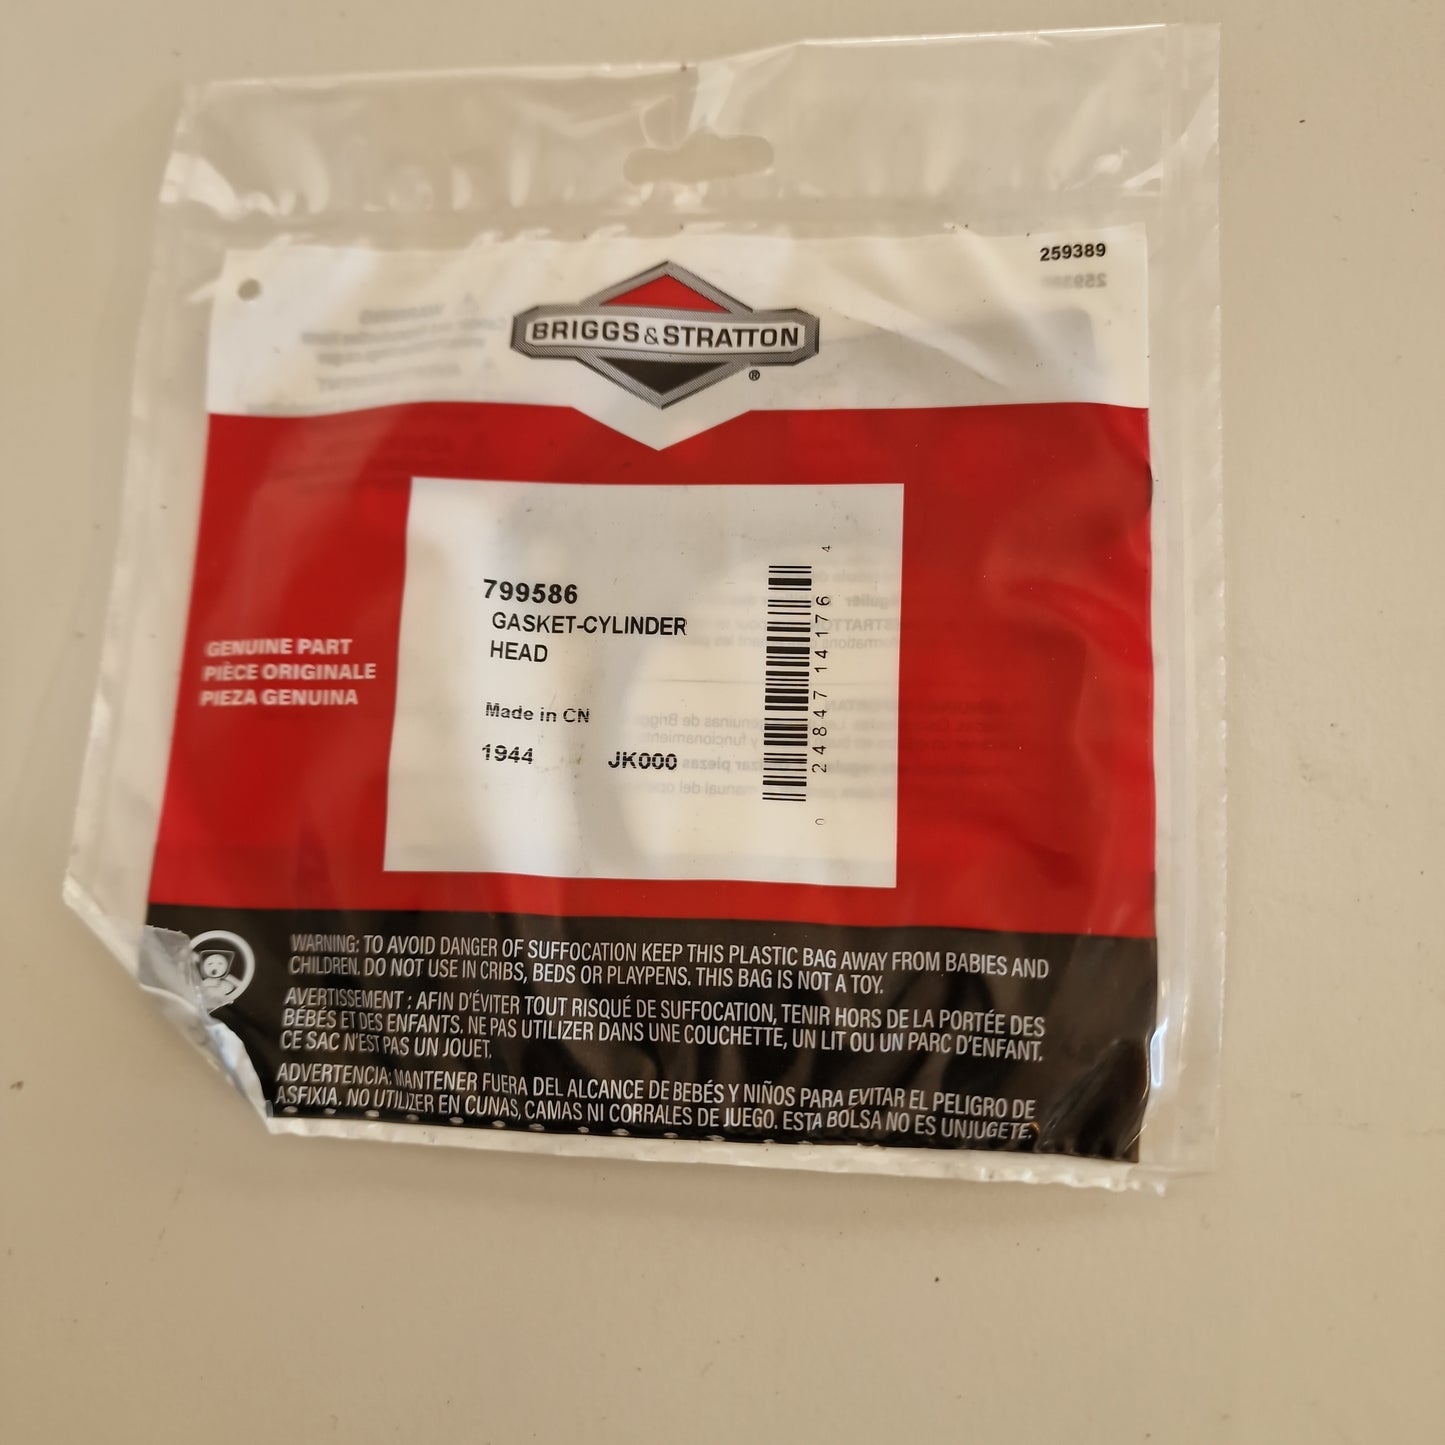 259389
BRIGGS&STRATTON
®
799586
GASKET-CYLINDER
HEAD
Made in CN
1944 JK000
4
0 24847 14176
GENUINE PART
PIÈCE ORIGINALE
PIEZA GENUINA
WARNING: TO AVOID DANGER OF SUFFOCATION KEEP THIS PLASTIC BAG AWAY FROM BABIES AND
CHILDREN. DO NOT USE IN CRIBS, BEDS OR PLAYPENS. THIS BAG IS NOT A TOY.
AVERTISSEMENT : AFIN D'ÉVITER TOUT RISQUÉ DE SUFFOCATION, TENIR HORS DE LA PORTÉE DES
BÉBÉS ET DES ENFANTS. NE PAS UTILIZER DANS UNE COUCHETTE, UN LIT OU UN PARC D'ENFANT.
CE SAC N'EST PAS UN JOUET.
ADVERTENCIA: MANTENER FUERA DEL ALCANCE DE BEBÉS Y NIÑOS PARA EVITAR EL PELIGRO DE
ASFIXIA. NO UTILIZER EN CUNAS, CAMAS NI CORRALES DE JUEGO. ESTA BOLSA NO ES UNJUGETE.